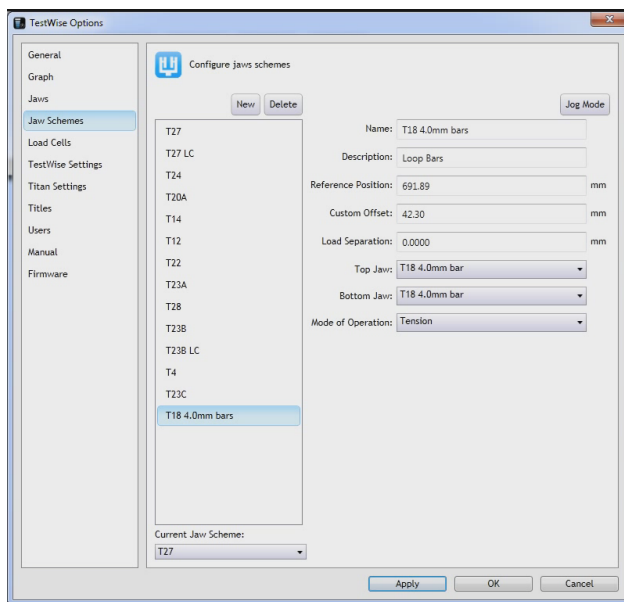 TestWise Options
General
Graph
Jaws
Jaw Schemes
Load Cells
TestWise Settings
Titan Settings
Titles
Users
Manual
Firmware
Configure jaws schemes
New Delete
Jog Mode
T27
T27 LC
T24
T20A
T14
T12
T22
T23A
T28
T23B
T23B LC
T4
T23C
T18 4.0mm bars
Current Jaw Scheme:
T27
Name: T18 4.0mm bars
Description: Loop Bars
Reference Position: 691.89 mm
Custom Offset: 42.30 mm
Load Separation: 0.0000 mm
Top Jaw: T18 4.0mm bar
Bottom Jaw: T18 4.0mm bar
Mode of Operation: Tension
Apply OK Cancel